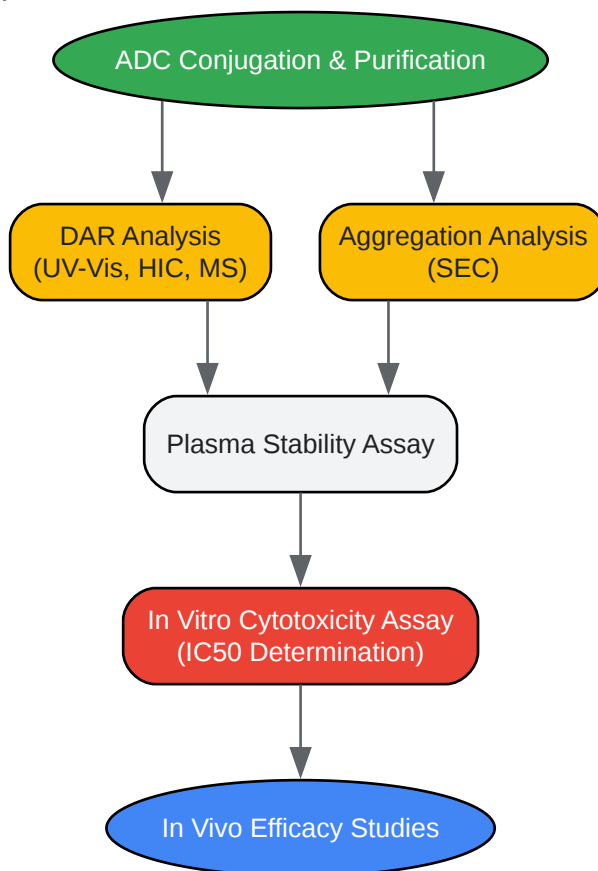 ADC Conjugation & Purification
DAR Analysis
(UV-Vis, HIC, MS)
Aggregation Analysis
(SEC)
Plasma Stability Assay
In Vitro Cytotoxicity Assay
(IC50 Determination)
In Vivo Efficacy Studies